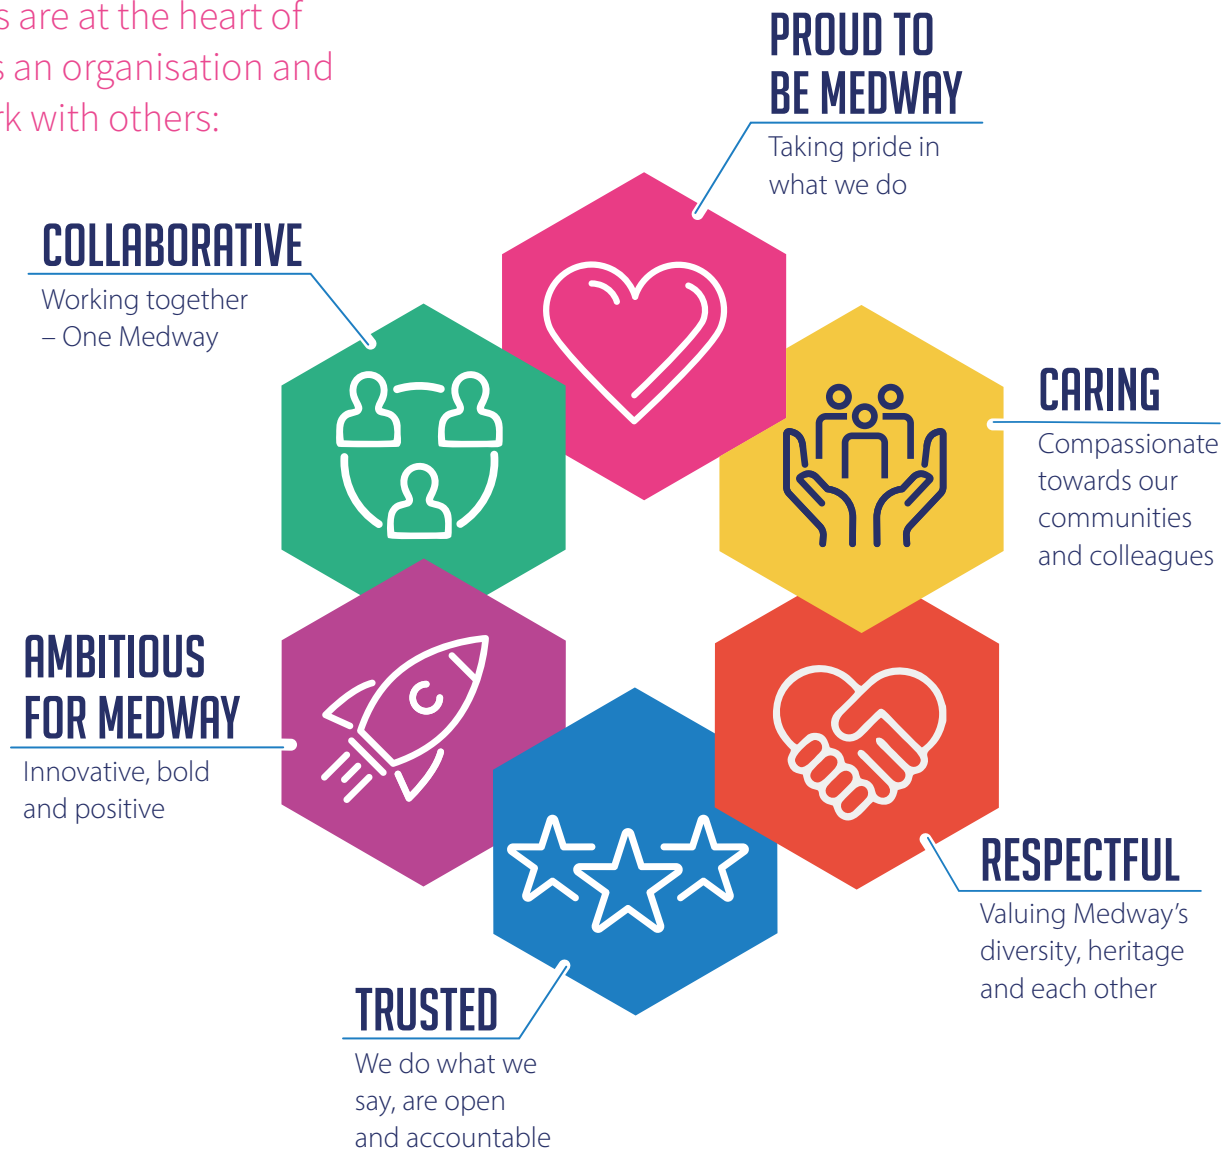 s are at the heart of
s an organisation and
rk with others:
PROUD TO
BE MEDWAY
Taking pride in
what we do
COLLABORATIVE
Working together
– One Medway
CARING
Compassionate
towards our
communities
and colleagues
AMBITIOUS
FOR MEDWAY
Innovative, bold
and positive
RESPECTFUL
Valuing Medway’s
diversity, heritage
and each other
TRUSTED
We do what we
say, are open
and accountable